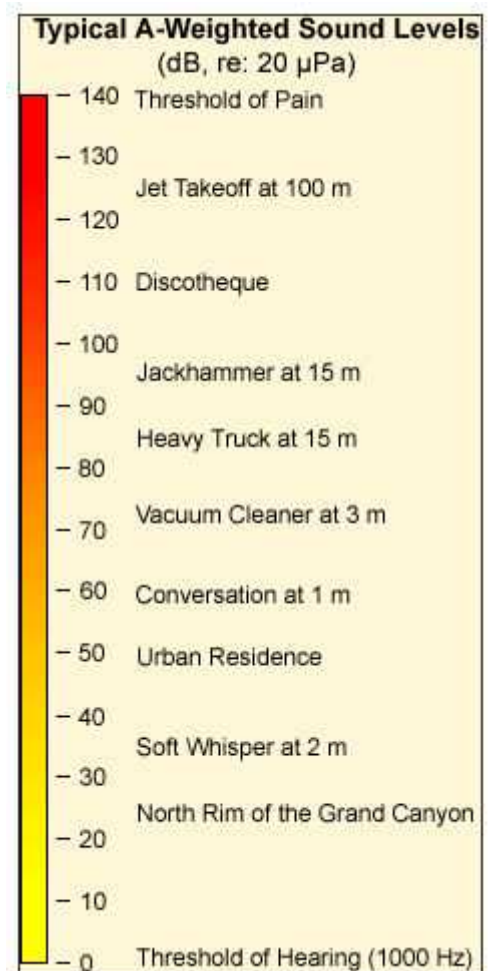 Typical A-Weighted Sound Levels
(dB, re: 20 µPa)
– 140 Threshold of Pain
– 130
Jet Takeoff at 100 m
– 120
– 110 Discotheque
– 100
Jackhammer at 15 m
– 90
Heavy Truck at 15 m
– 80
Vacuum Cleaner at 3 m
– 70
– 60 Conversation at 1 m
– 50 Urban Residence
– 40
Soft Whisper at 2 m
– 30
North Rim of the Grand Canyon
– 20
– 10
– 0 Threshold of Hearing (1000 Hz)